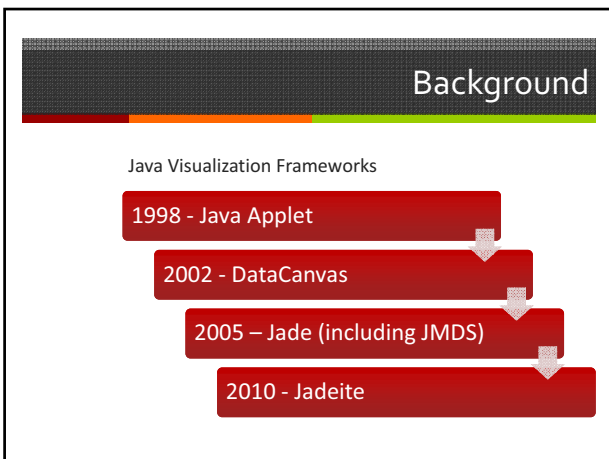 Background
Java Visualization Frameworks
1998 - Java Applet
2002 - DataCanvas
2005 – Jade (including JMDS)
2010 - Jadeite